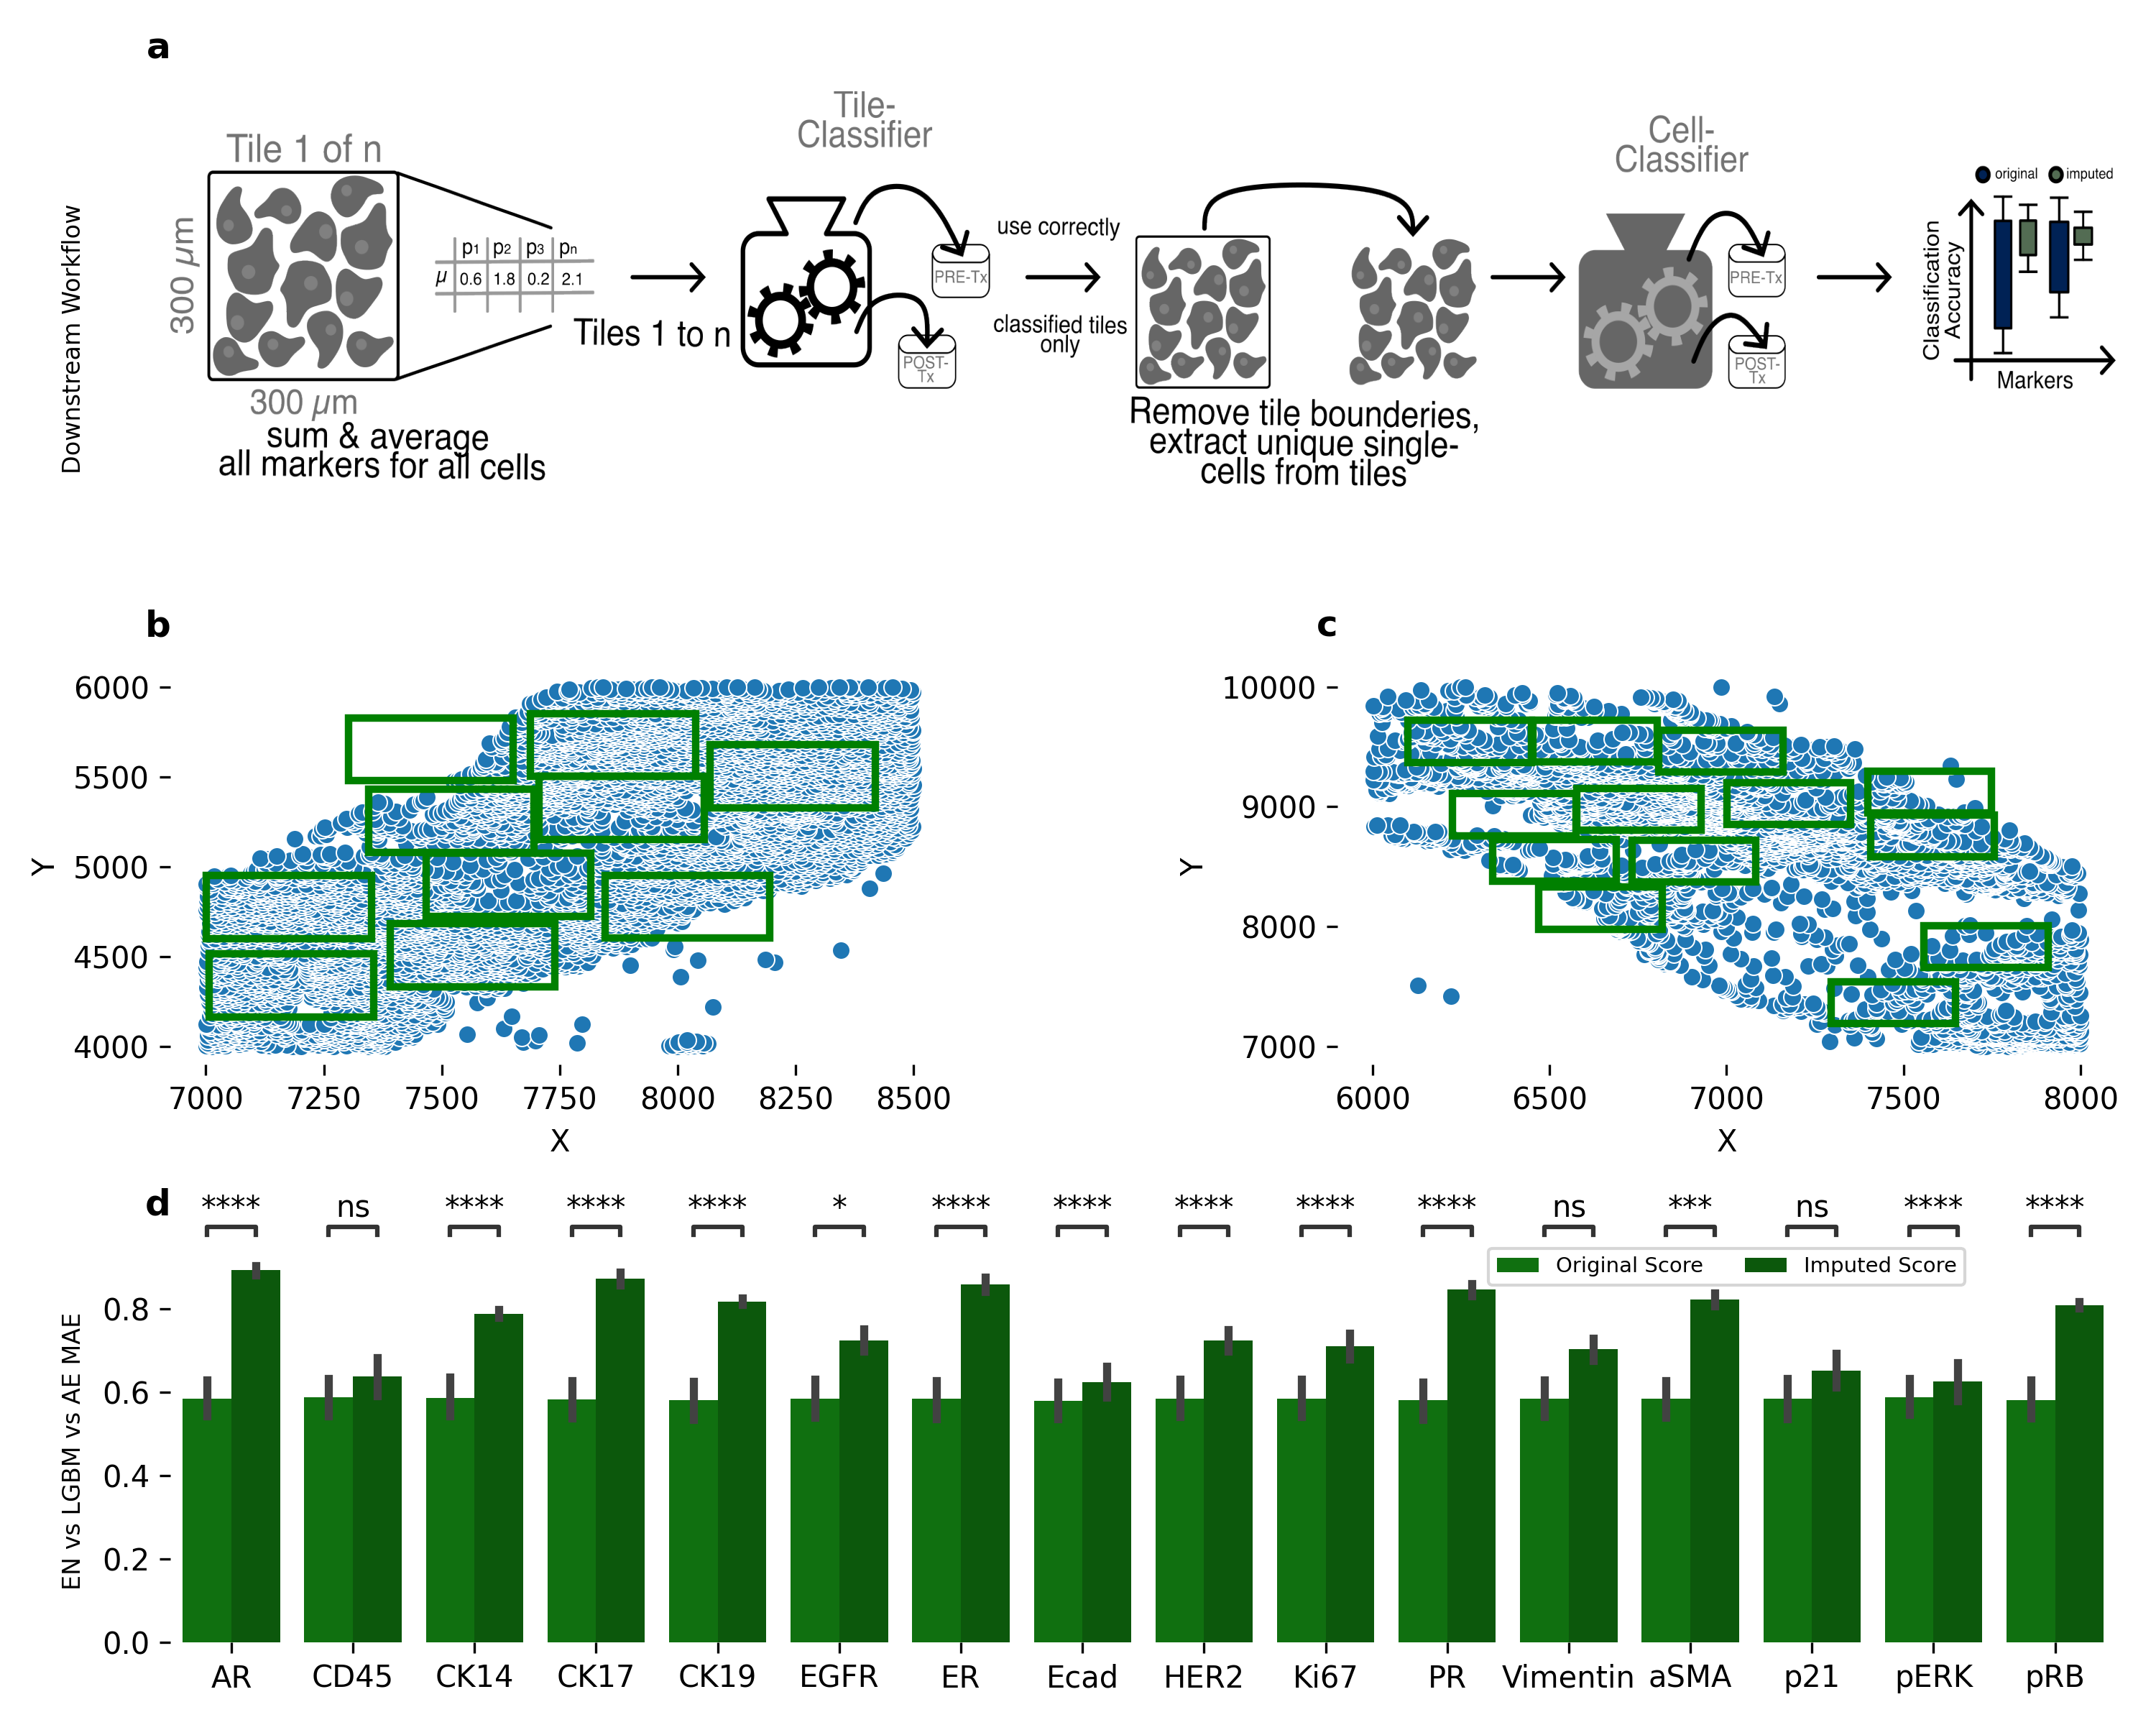 a
Downstream Workflow
Tile 1 of n
300 µm
300 µm
sum & average
all markers for all cells
p1 p2 p3 pn
µ 0.6 1.8 0.2 2.1
Tiles 1 to n
Tile-
Classifier
PRE-Tx
POST-
Tx
use correctly
classified tiles
only
Remove tile bounderies,
extract unique single-
cells from tiles
Cell-
Classifier
PRE-Tx
POST-
Tx
original imputed
Classification
Accuracy
Markers
b
Y
6000
5500
5000
4500
4000
7000 7250 7500 7750 8000 8250 8500
X
c
Y
10000
9000
8000
7000
6000 6500 7000 7500 8000
X
d
**** ns **** **** **** * **** **** **** **** **** ns *** ns **** ****
Original Score Imputed Score
EN vs LGBM vs AE MAE
0.8
0.6
0.4
0.2
0.0
AR CD45 CK14 CK17 CK19 EGFR ER Ecad HER2 Ki67 PR Vimentin aSMA p21 pERK pRB